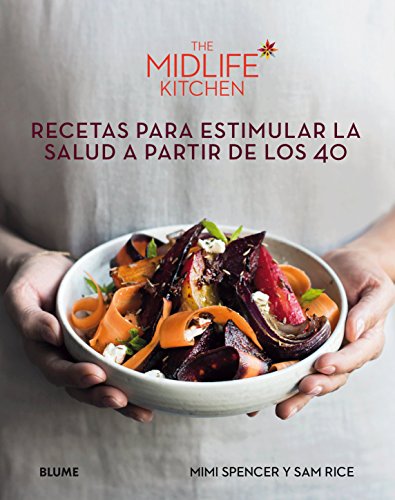 THE
MIDLIFE
KITCHEN
RECETAS PARA ESTIMULAR LA
SALUD A PARTIR DE LOS 40
BLUME
MIMI SPENCER Y SAM RICE